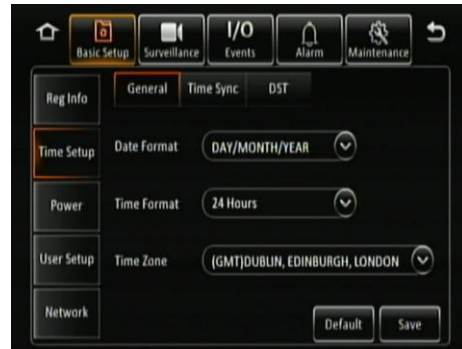 I/O
Basic Setup Surveillance Events Alarm Maintenance
General Time Sync DST
Reg Info
Time Setup
Power
User Setup
Network
Date Format DAY/MONTH/YEAR
Time Format 24 Hours
Time Zone (GMT)DUBLIN, EDINBURGH, LONDON
Default Save